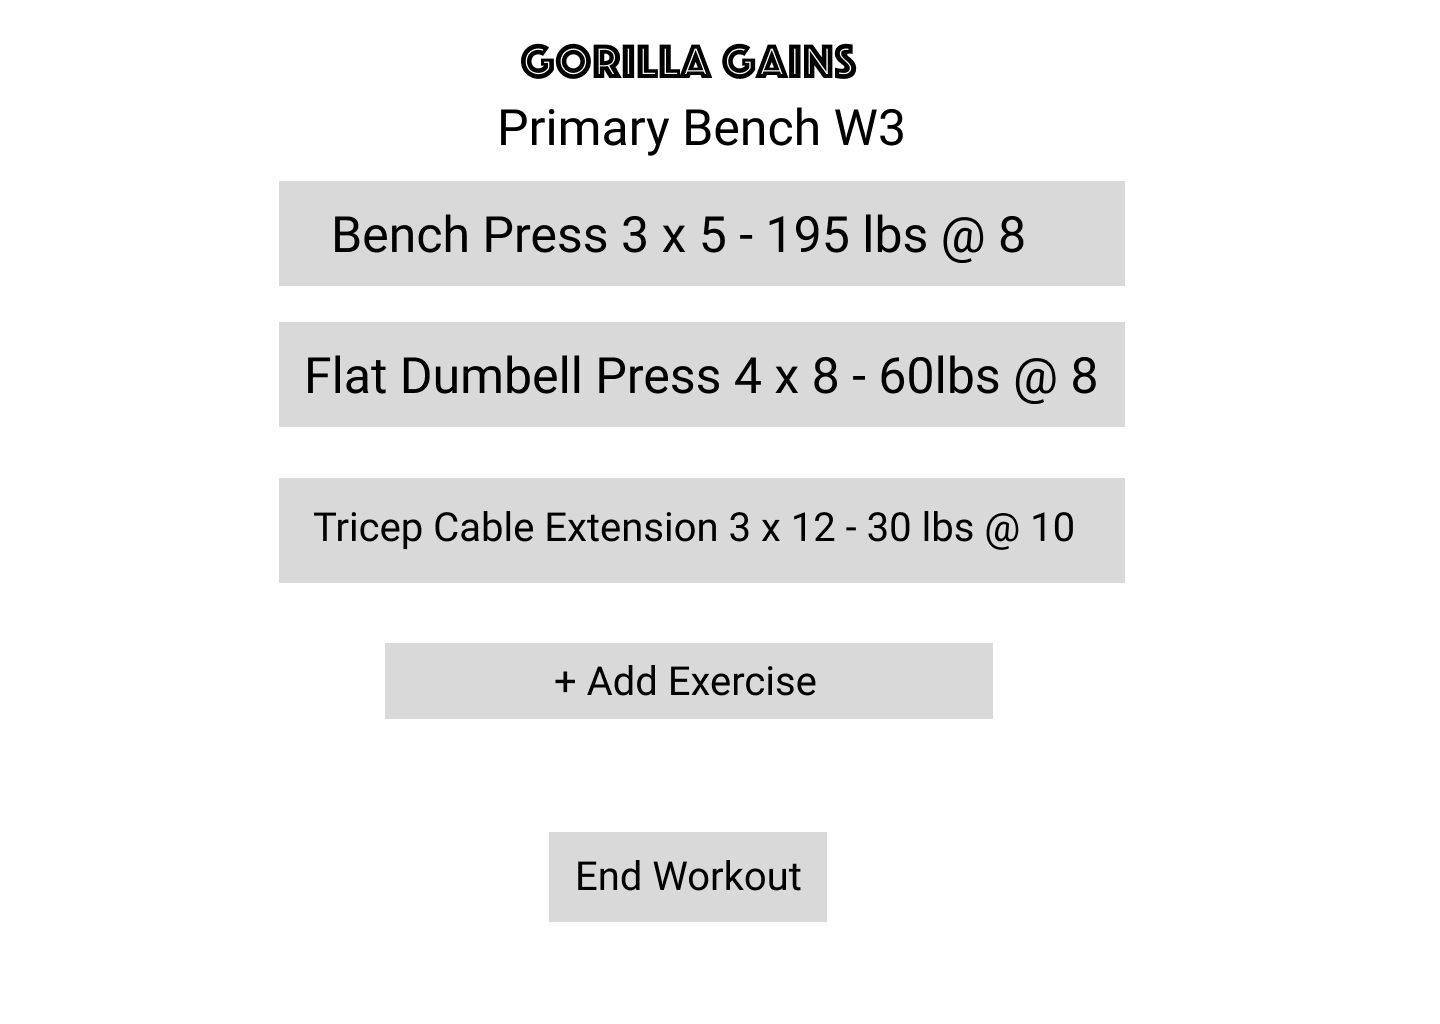 GORILLA GAINS
Primary Bench W3
Bench Press 3 x 5 - 195 lbs @ 8
Flat Dumbell Press 4 x 8 - 60lbs @ 8
Tricep Cable Extension 3 x 12 - 30 lbs @ 10
+ Add Exercise
End Workout